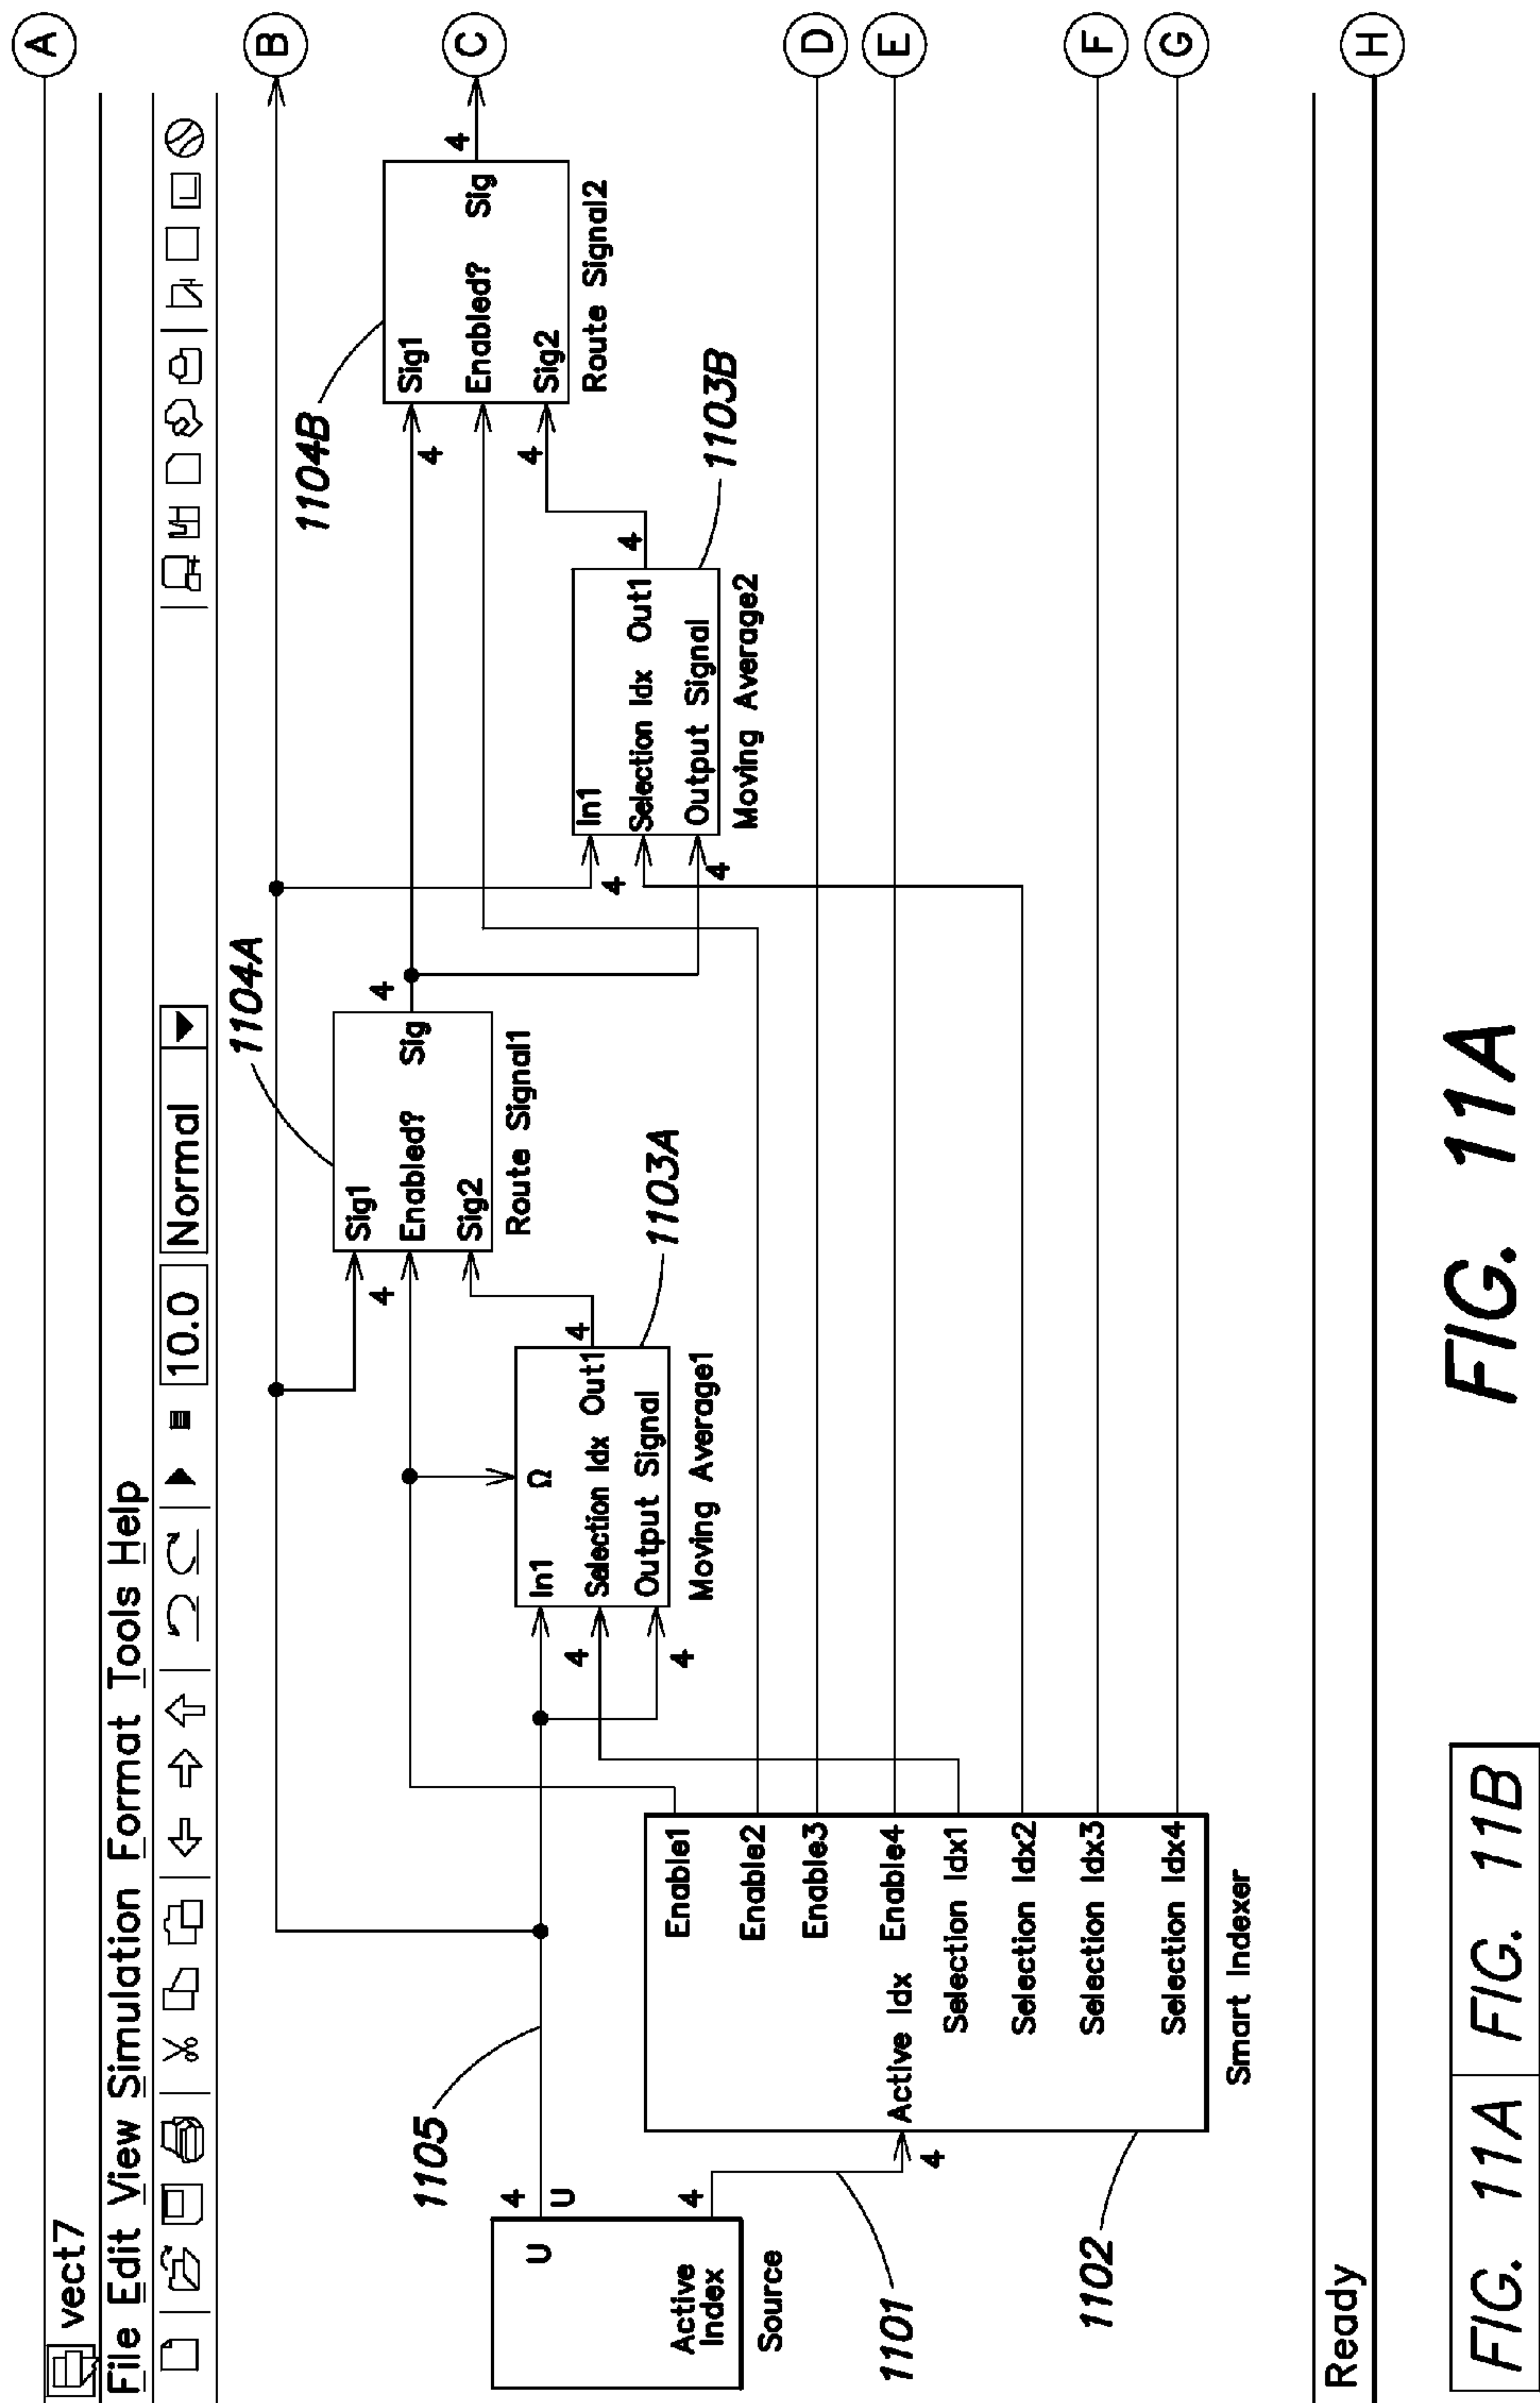 A
vect7
File Edit View Simulation Format Tools Help
10.0 Normal
B
1104A
1104B
C
Sig1
Enabled? Sig
Sig2
Route Signal1
4
4
Sig1
Enabled? Sig
Sig2
Route Signal2
4
4
4
1105
4
U
U
Active
Index
4
Source
1101
4
In1 Ω
Selection Idx Out1
Output Signal
Moving Average1
4
4
4
1103A
In1
Selection Idx Out1
Output Signal
Moving Average2
4
4
4
1103B
Enable1
Enable2
Enable3
Active Idx Enable4
Selection Idx1
Selection Idx2
Selection Idx3
Selection Idx4
Smart Indexer
1102
D
E
F
G
Ready
H
FIG. 11A FIG. 11B
FIG. 11A